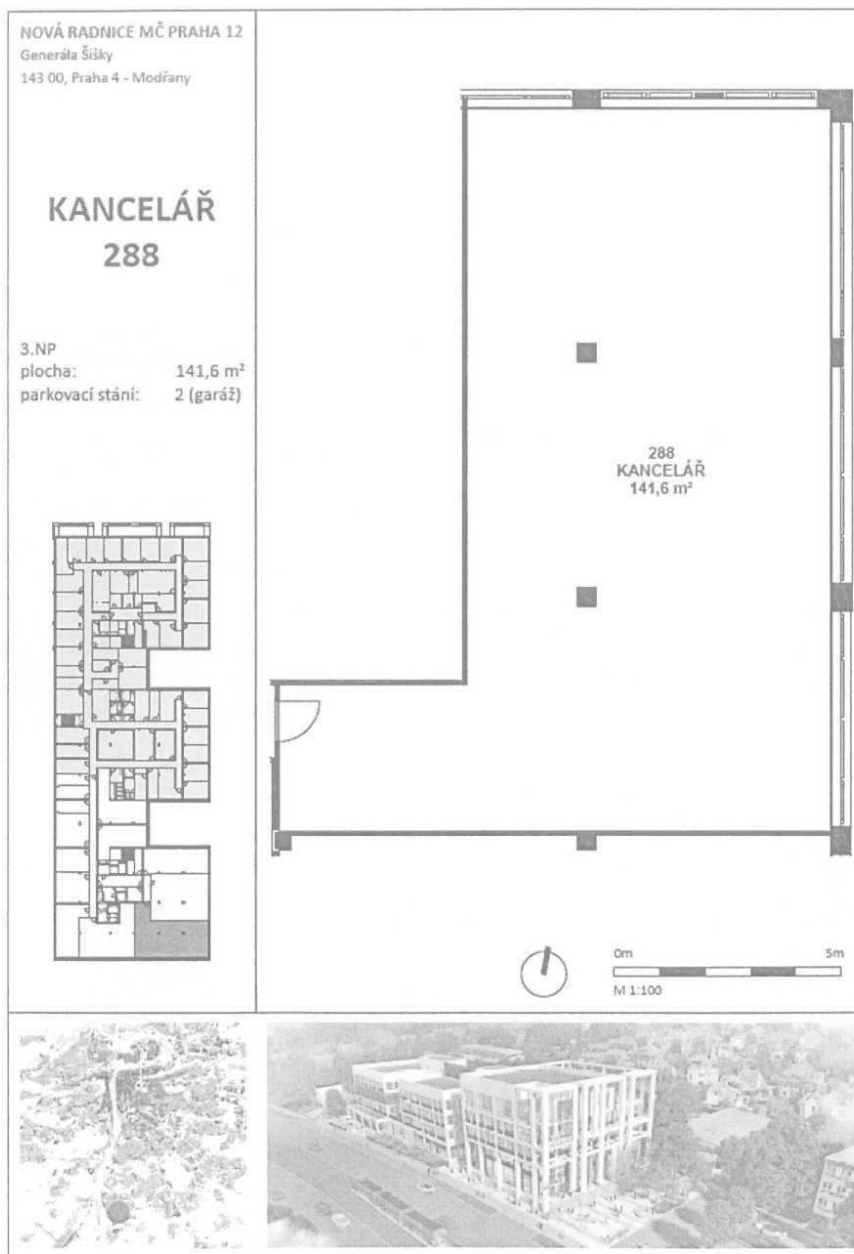 NOVÁ RADNICE MČ PRAHA 12
Generála Šišky
143 00, Praha 4 - Modřany
KANCELÁŘ
288
3.NP
plocha: 141,6 m²
parkovací stání: 2 (garáž)
288
KANCELÁŘ
141,6 m²
0m 5m
M 1:100